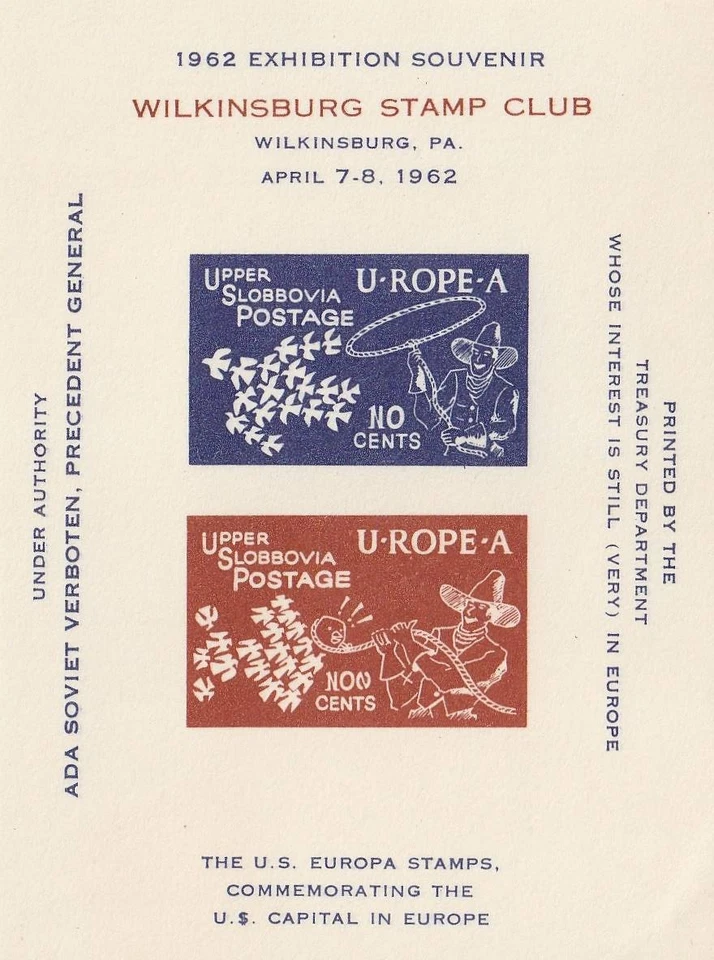 1962 EXHIBITION SOUVENIR
WILKINSBURG STAMP CLUB
WILKINSBURG, PA.
APRIL 7-8, 1962
UNDER AUTHORITY
ADA SOVIET VERBOTEN, PRECEDENT GENERAL
UPPER
SLOBBOVIA
POSTAGE
U·ROPE·A
NO
CENTS
UPPER
SLOBBOVIA
POSTAGE
U·ROPE·A
!!
NON
CENTS
PRINTED BY THE
TREASURY DEPARTMENT
WHOSE INTEREST IS STILL (VERY) IN EUROPE
THE U.S. EUROPA STAMPS,
COMMEMORATING THE
U.$. CAPITAL IN EUROPE